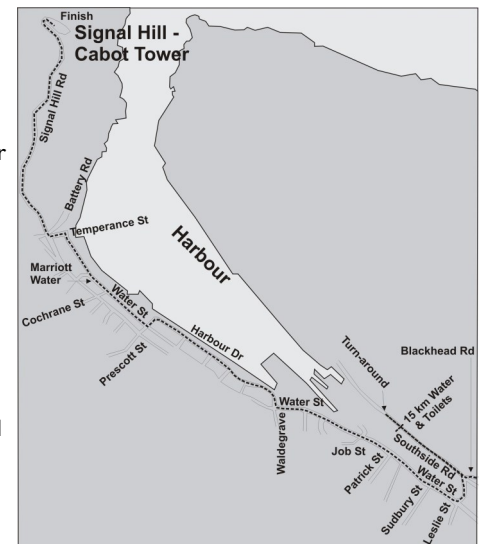 Finish
Signal Hill -
Cabot Tower
Signal Hill Rd
Battery Rd
Temperance St
Harbour
Marriott
Water
Cochrane St
Water St
Prescott St
Harbour Dr
Turn-around
Blackhead Rd
15 km Water
& Toilets
Water St
Waldegrave
Southside Rd
Job St
Water St
Patrick St
Sudbury St
Leslie St